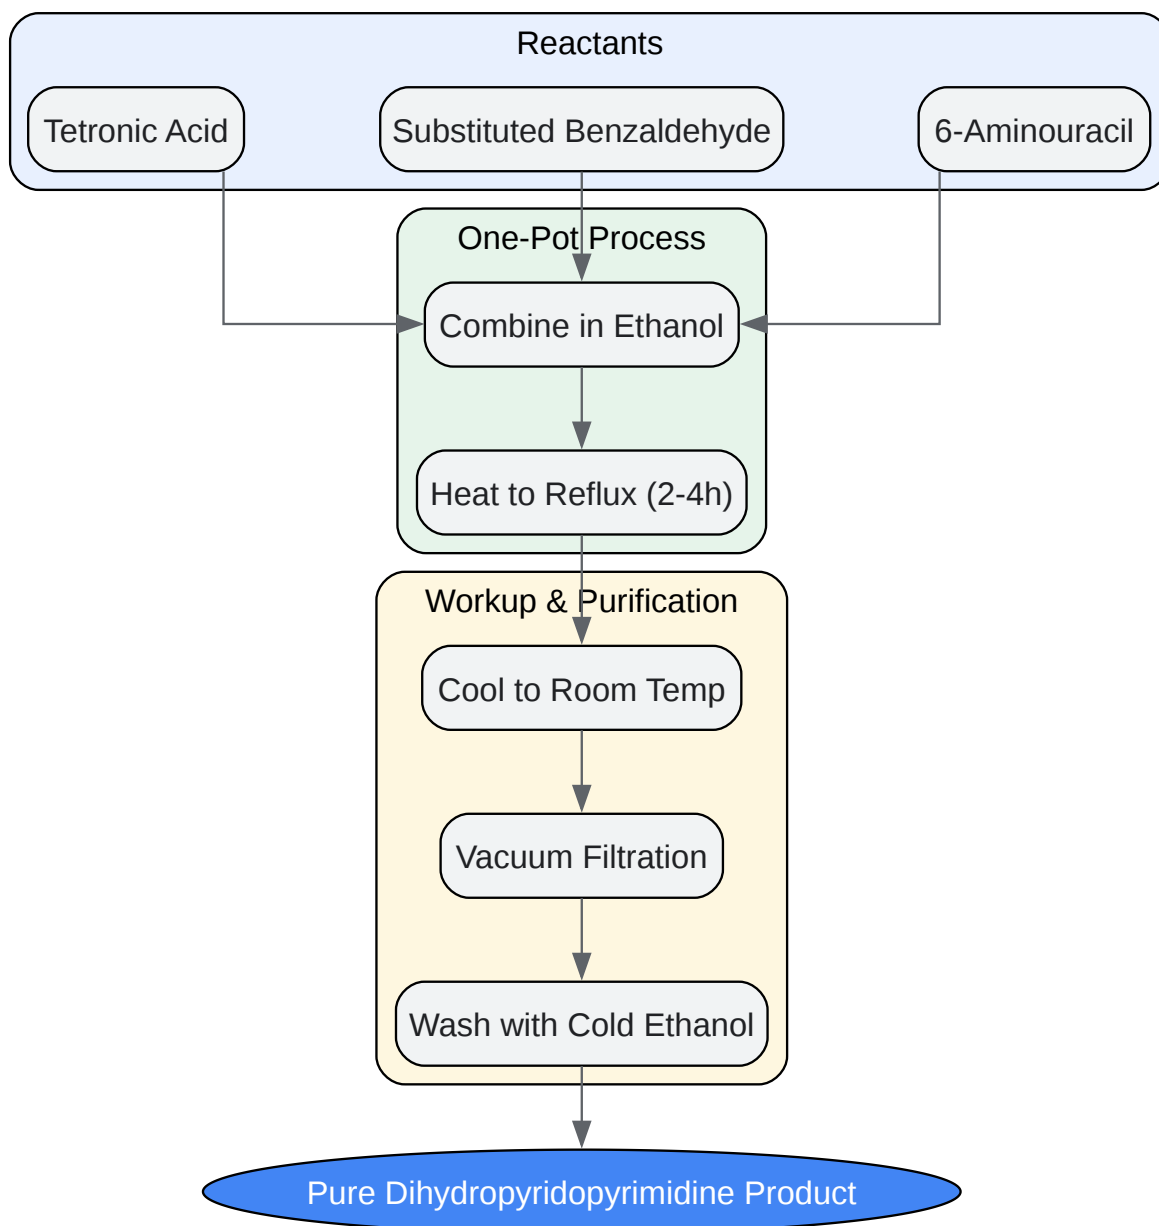 Reactants
Tetronic Acid
Substituted Benzaldehyde
6-Aminouracil
One-Pot Process
Combine in Ethanol
Heat to Reflux (2-4h)
Workup & Purification
Cool to Room Temp
Vacuum Filtration
Wash with Cold Ethanol
Pure Dihydropyridopyrimidine Product